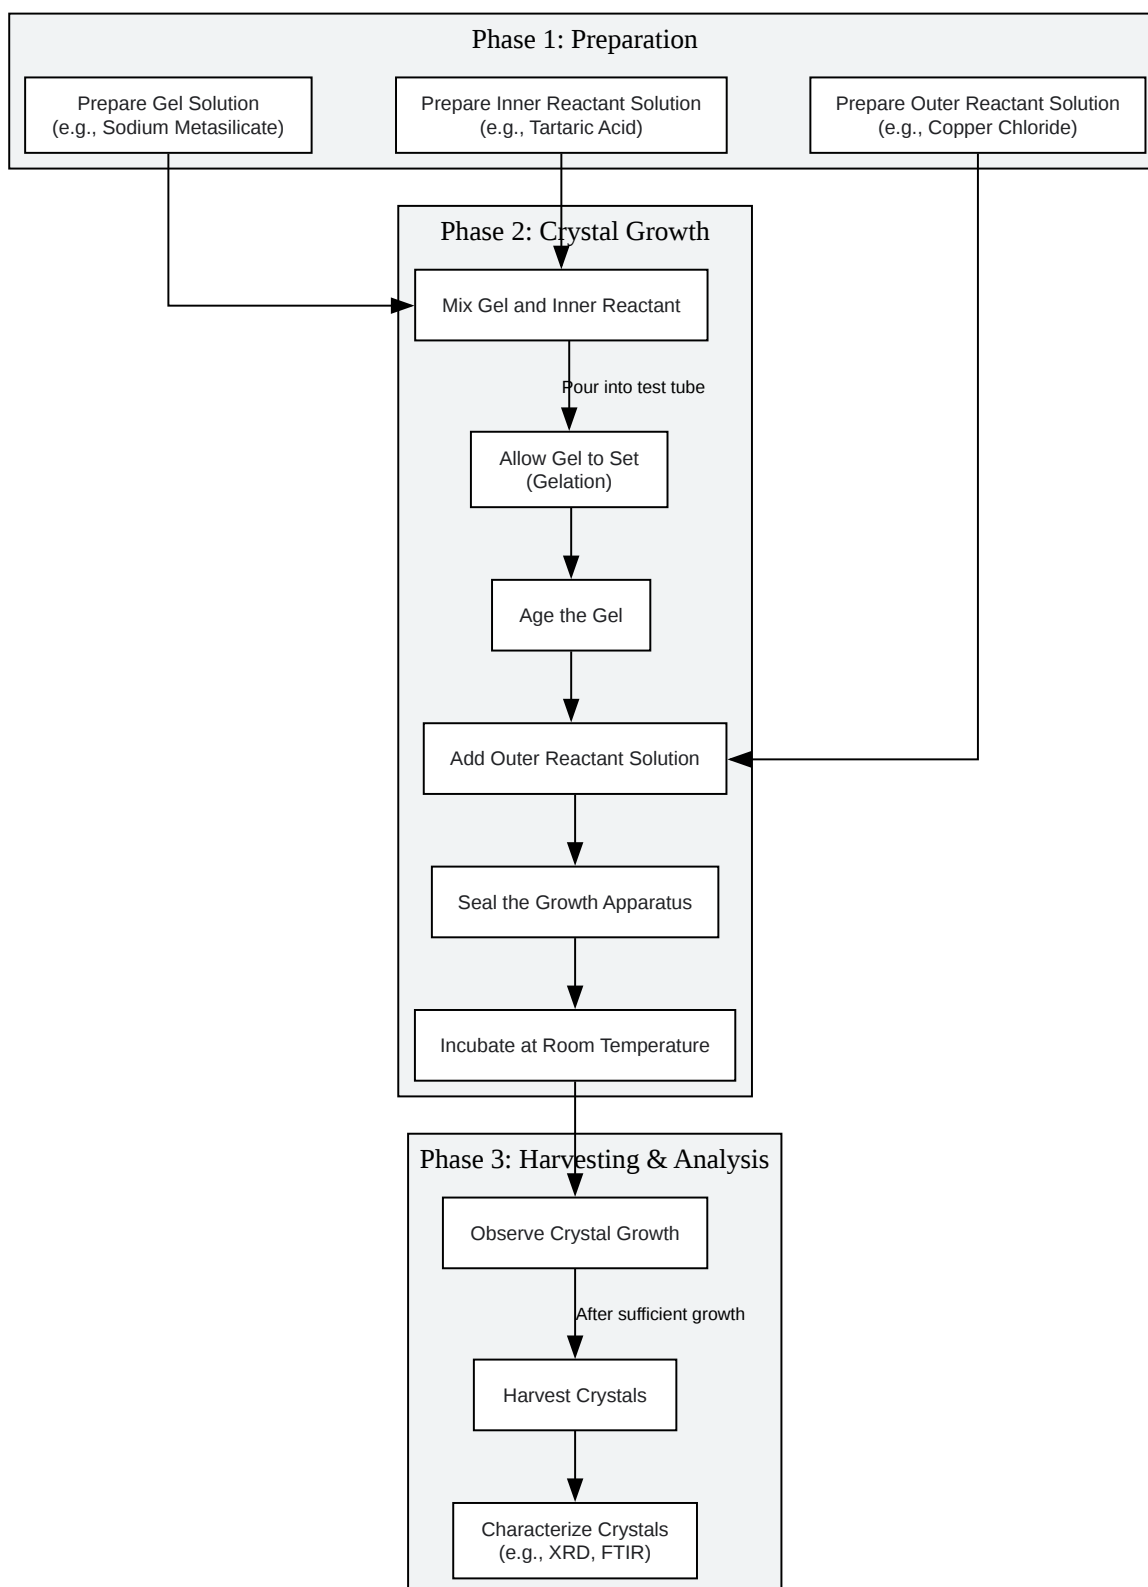 Phase 1: Preparation
Prepare Gel Solution
(e.g., Sodium Metasilicate)
Prepare Inner Reactant Solution
(e.g., Tartaric Acid)
Prepare Outer Reactant Solution
(e.g., Copper Chloride)
Phase 2: Crystal Growth
Mix Gel and Inner Reactant
Pour into test tube
Allow Gel to Set
(Gelation)
Age the Gel
Add Outer Reactant Solution
Seal the Growth Apparatus
Incubate at Room Temperature
Phase 3: Harvesting & Analysis
Observe Crystal Growth
After sufficient growth
Harvest Crystals
Characterize Crystals
(e.g., XRD, FTIR)